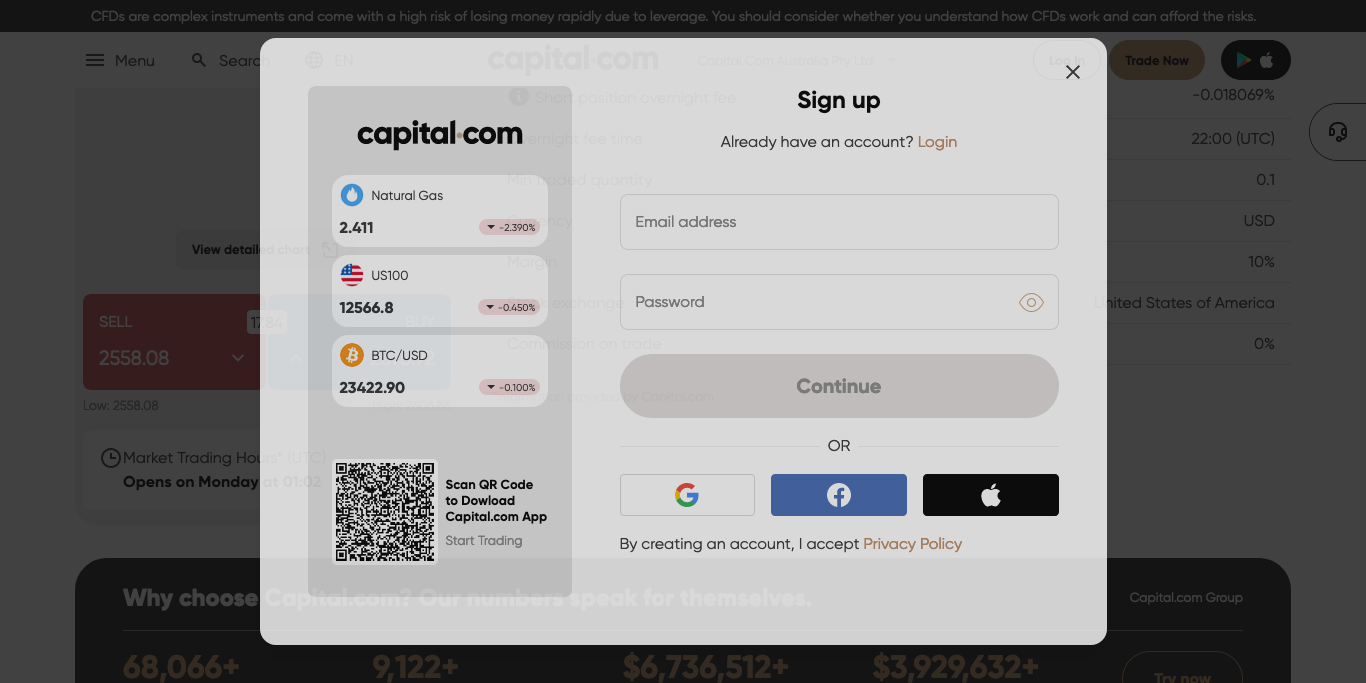 CFDs are complex instruments and come with a high risk of losing money rapidly due to leverage. You should consider whether you understand how CFDs work and can afford the risks.
Menu
Search
EN
capital.com
Capital Com Australia Pty Ltd
Log In
Trade Now
Short position overnight fee
-0.018069%
Overnight fee time
22:00 (UTC)
Min traded quantity
0.1
Currency
USD
Margin
10%
Stock exchange
United States of America
Commission on trade
0%
View detailed chart
SELL
17.84
BUY
2558.08
Low: 2558.08
Market Trading Hours* (UTC)
Opens on Monday at 01:02
capital.com
Natural Gas
2.411
-2.390%
US100
12566.8
-0.450%
BTC/USD
23422.90
-0.100%
Scan QR Code
to Dowload
Capital.com App
Start Trading
Sign up
Already have an account? Login
Email address
Password
Continue
OR
By creating an account, I accept Privacy Policy
Why choose Capital.com? Our numbers speak for themselves.
Capital.com Group
68,066+
9,122+
$6,736,512+
$3,929,632+
Try now